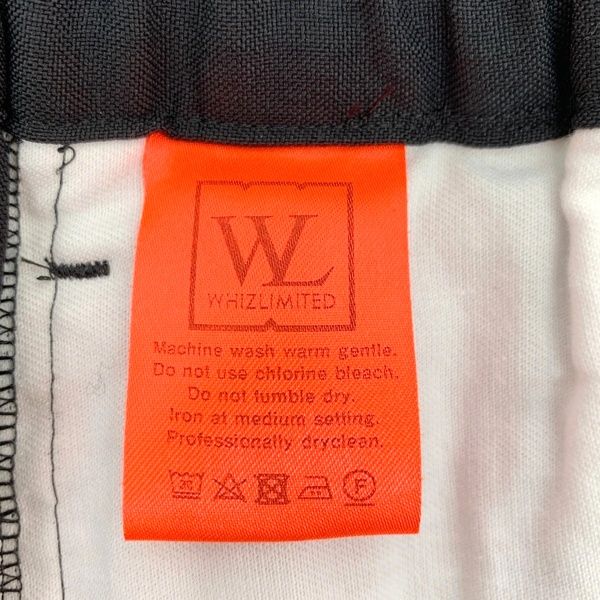 WL
WHIZLIMITED
Machine wash warm gentle.
Do not use chlorine bleach.
Do not tumble dry.
Iron at medium setting.
Professionally dryclean.
30 F